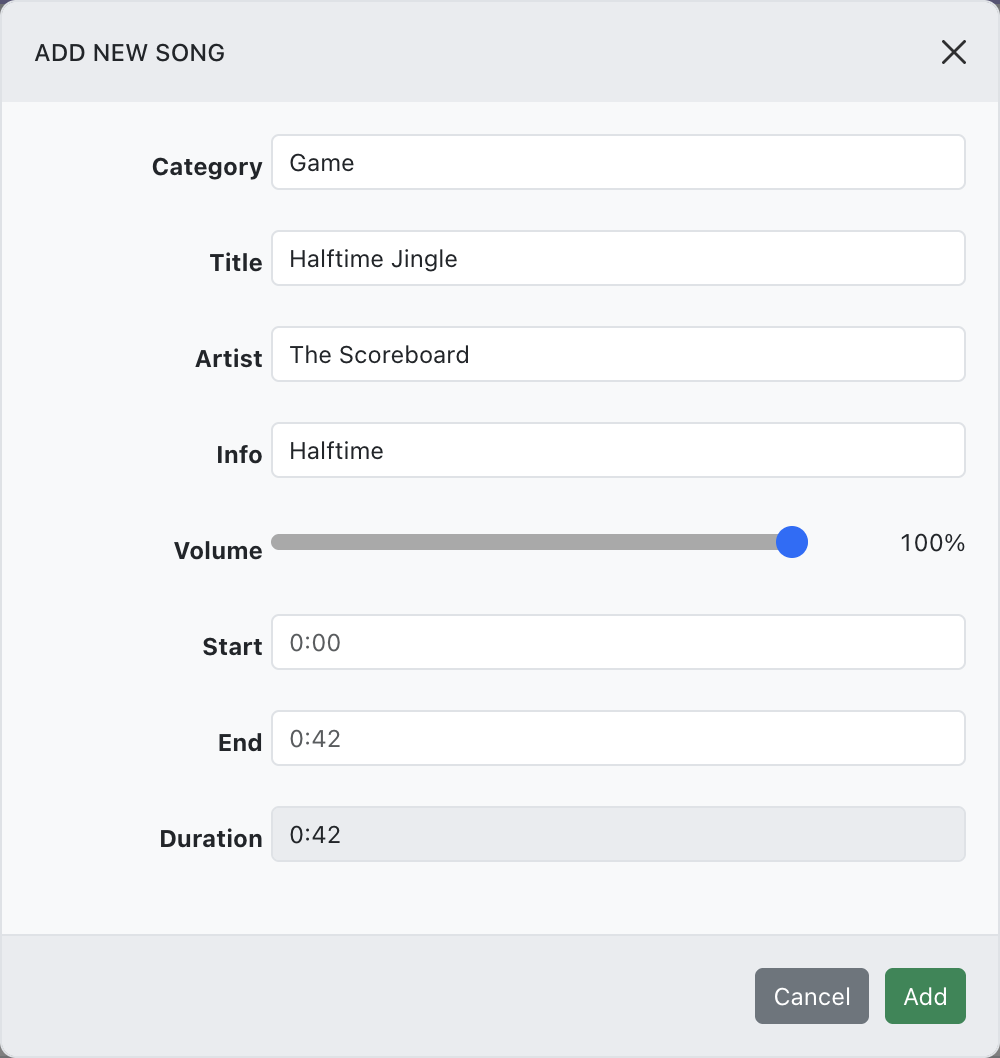 ADD NEW SONG
Category Game
Title Halftime Jingle
Artist The Scoreboard
Info Halftime
Volume 100%
Start 0:00
End 0:42
Duration 0:42
Cancel Add